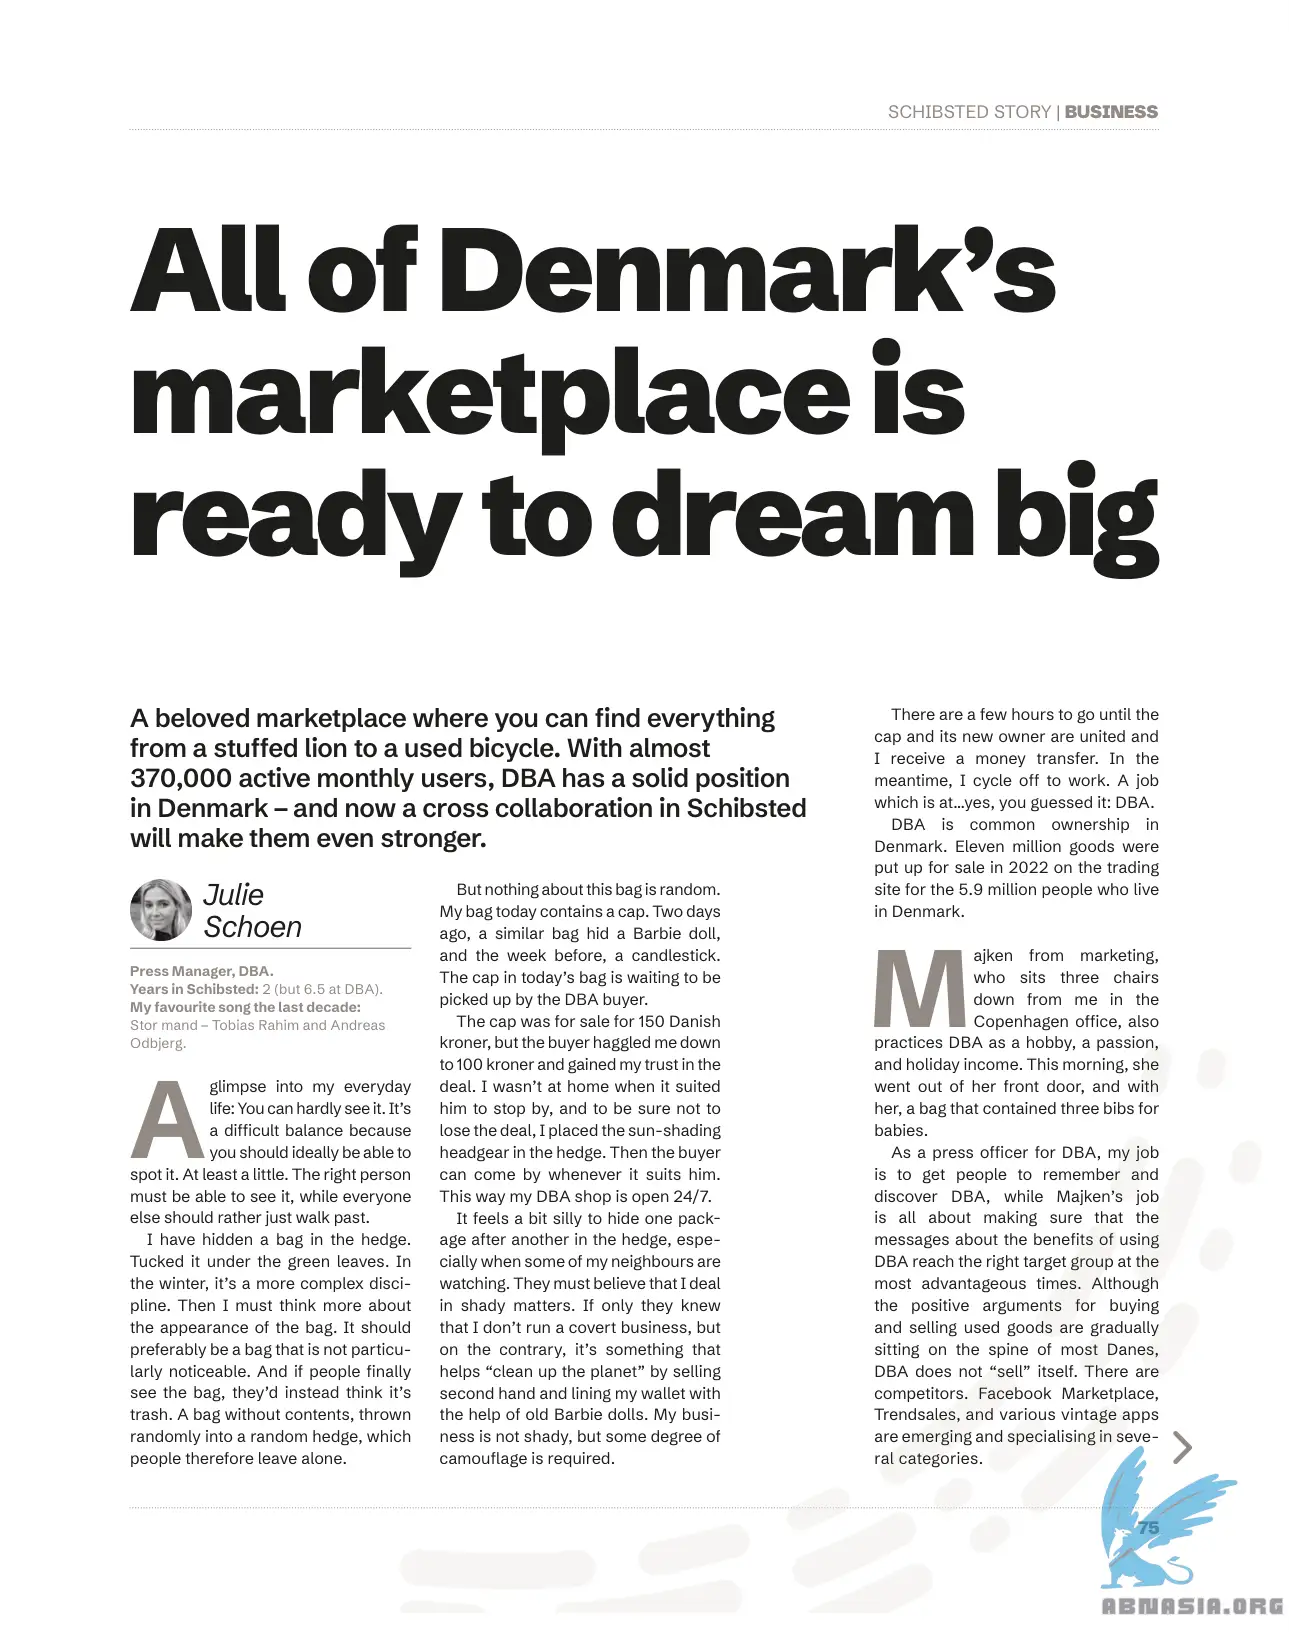 SCHIBSTED STORY | BUSINESS
All of Denmark's
marketplace is
ready to dream big
A beloved marketplace where you can find everything
from a stuffed lion to a used bicycle. With almost
370,000 active monthly users, DBA has a solid position
in Denmark – and now a cross collaboration in Schibsted
will make them even stronger.
Julie
Schoen
Press Manager, DBA.
Years in Schibsted: 2 (but 6.5 at DBA).
My favourite song the last decade:
Stor mand – Tobias Rahim and Andreas
Odbjerg.
A glimpse into my everyday
life: You can hardly see it. It's
a difficult balance because
you should ideally be able to
spot it. At least a little. The right person
must be able to see it, while everyone
else should rather just walk past.
I have hidden a bag in the hedge.
Tucked it under the green leaves. In
the winter, it's a more complex disci-
pline. Then I must think more about
the appearance of the bag. It should
preferably be a bag that is not particu-
larly noticeable. And if people finally
see the bag, they'd instead think it's
trash. A bag without contents, thrown
randomly into a random hedge, which
people therefore leave alone.
But nothing about this bag is random.
My bag today contains a cap. Two days
ago, a similar bag hid a Barbie doll,
and the week before, a candlestick.
The cap in today's bag is waiting to be
picked up by the DBA buyer.
The cap was for sale for 150 Danish
kroner, but the buyer haggled me down
to 100 kroner and gained my trust in the
deal. I wasn't at home when it suited
him to stop by, and to be sure not to
lose the deal, I placed the sun-shading
headgear in the hedge. Then the buyer
can come by whenever it suits him.
This way my DBA shop is open 24/7.
It feels a bit silly to hide one pack-
age after another in the hedge, espe-
cially when some of my neighbours are
watching. They must believe that I deal
in shady matters. If only they knew
that I don't run a covert business, but
on the contrary, it's something that
helps “clean up the planet” by selling
second hand and lining my wallet with
the help of old Barbie dolls. My busi-
ness is not shady, but some degree of
camouflage is required.
There are a few hours to go until the
cap and its new owner are united and
I receive a money transfer. In the
meantime, I cycle off to work. A job
which is at…yes, you guessed it: DBA.
DBA is common ownership in
Denmark. Eleven million goods were
put up for sale in 2022 on the trading
site for the 5.9 million people who live
in Denmark.
Majken from marketing,
who sits three chairs
down from me in the
Copenhagen office, also
practices DBA as a hobby, a passion,
and holiday income. This morning, she
went out of her front door, and with
her, a bag that contained three bibs for
babies.
As a press officer for DBA, my job
is to get people to remember and
discover DBA, while Majken's job
is all about making sure that the
messages about the benefits of using
DBA reach the right target group at the
most advantageous times. Although
the positive arguments for buying
and selling used goods are gradually
sitting on the spine of most Danes,
DBA does not “sell” itself. There are
competitors. Facebook Marketplace,
Trendsales, and various vintage apps
are emerging and specialising in seve-
ral categories.
75
ABNASIA.ORG